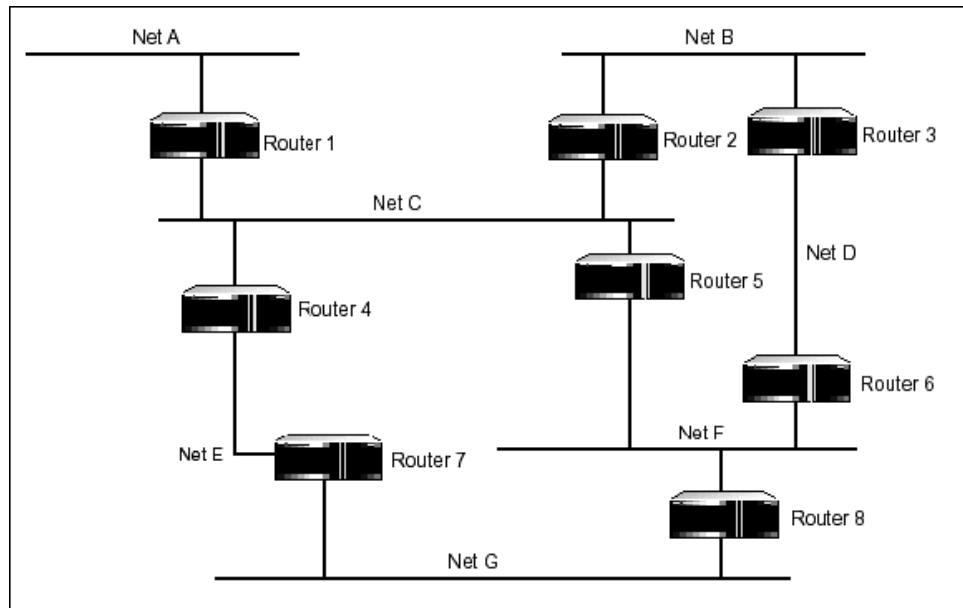 Net A
Net B
Router 1
Router 2
Router 3
Net C
Net D
Router 4
Router 5
Router 6
Net E
Router 7
Net F
Router 8
Net G